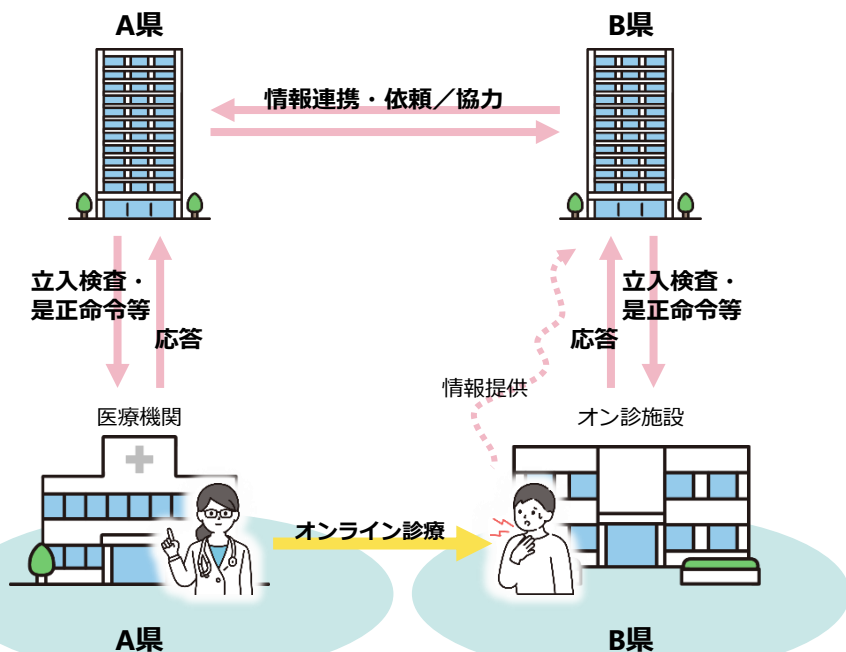 A県
B県
情報連携・依頼／協力
立入検査・
是正命令等
応答
立入検査・
是正命令等
応答
情報提供
医療機関
オン診施設
オンライン診療
A県
B県